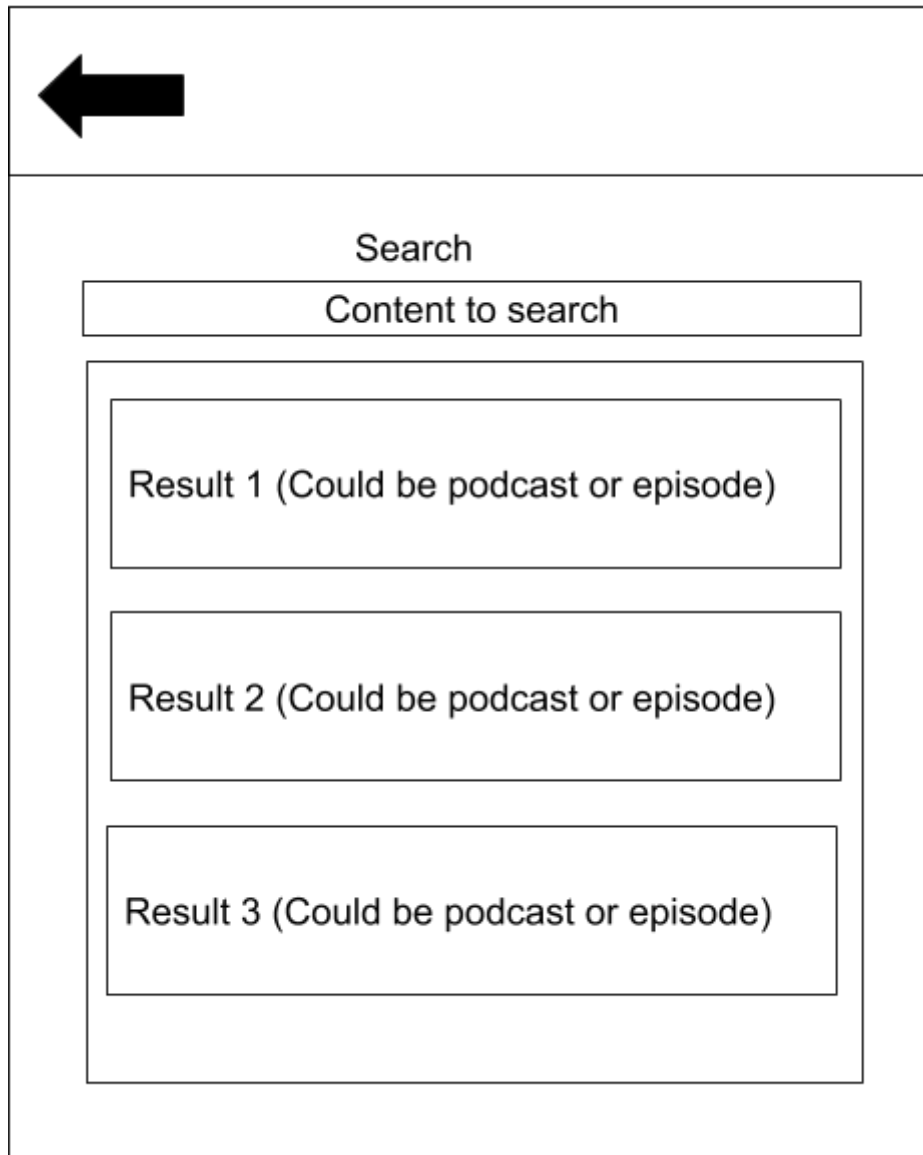 Search
Content to search
Result 1 (Could be podcast or episode)
Result 2 (Could be podcast or episode)
Result 3 (Could be podcast or episode)